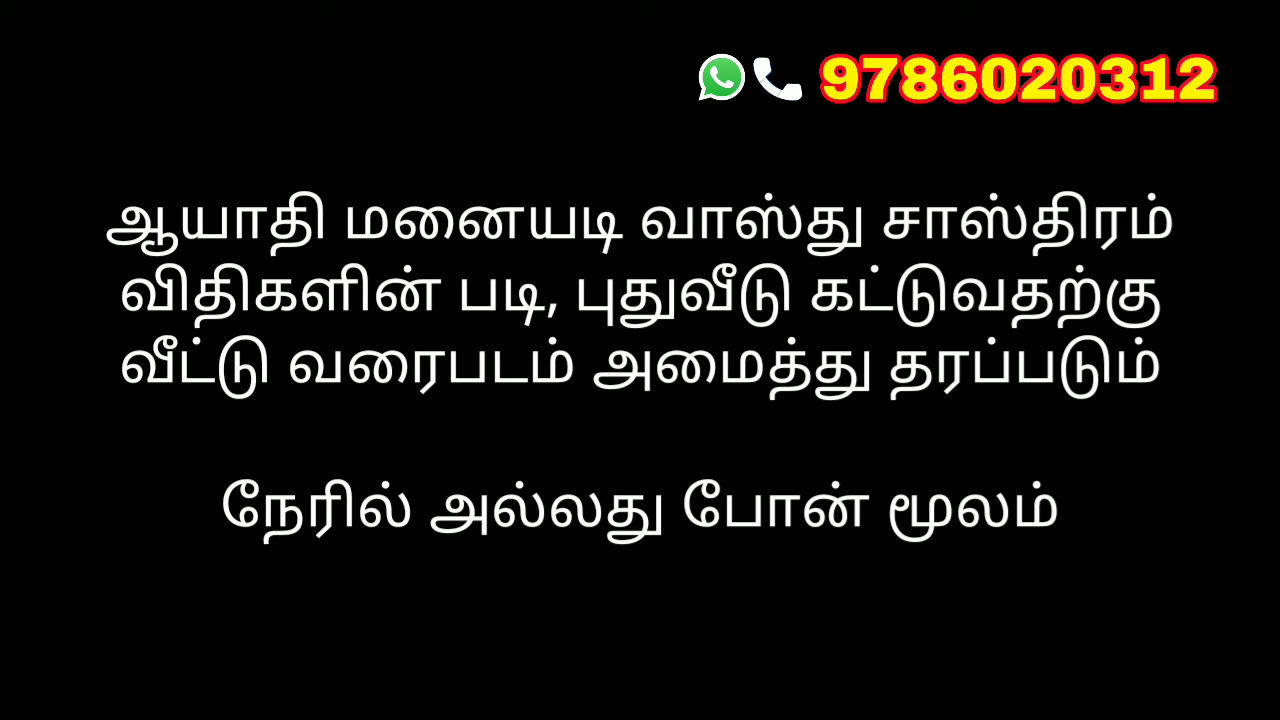 9786020312
ஆயாதி மனையடி வாஸ்து சாஸ்திரம்
விதிகளின் படி, புதுவீடு கட்டுவதற்கு
வீட்டு வரைபடம் அமைத்து தரப்படும்
நேரில் அல்லது போன் மூலம்